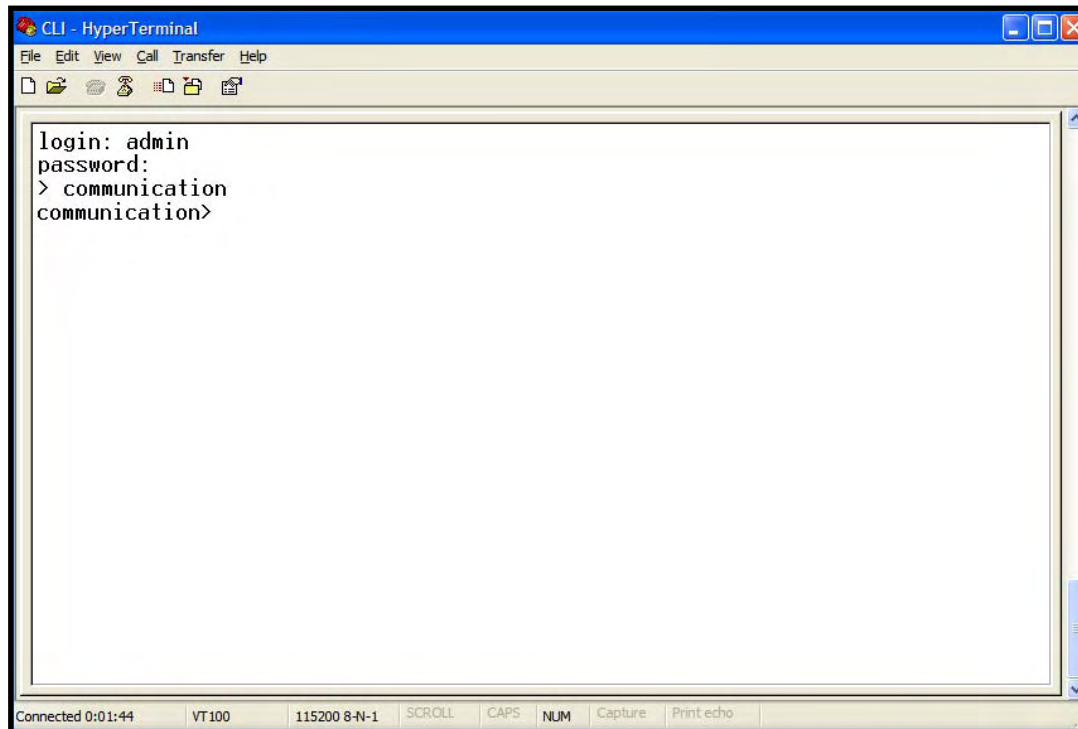 CLI - HyperTerminal
File Edit View Call Transfer Help
login: admin
password:
> communication
communication>
Connected 0:01:44 VT100 115200 8-N-1 SCROLL CAPS NUM Capture Print echo